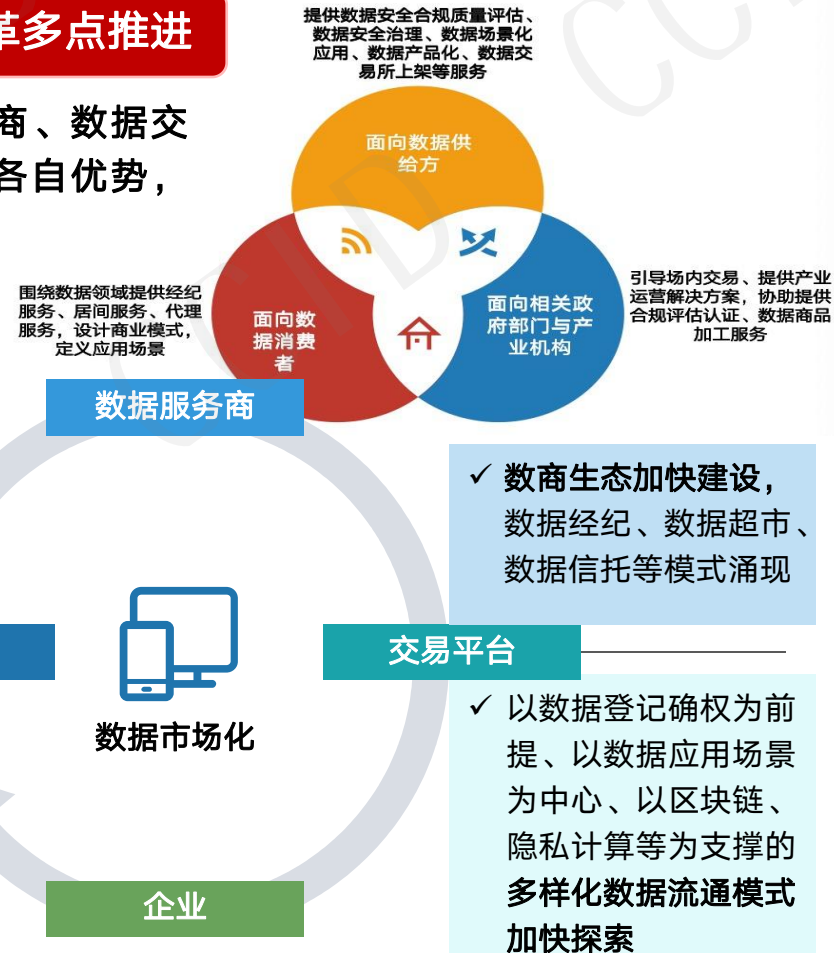 革多点推进
商、数据交
各自优势，
提供数据安全合规质量评估、
数据安全治理、数据场景化
应用、数据产品化、数据交
易所上架等服务
面向数据供
给方
围绕数据领域提供经纪
服务、居间服务、代理
服务，设计商业模式，
定义应用场景
面向数
据消费
者
面向相关政
府部门与产
业机构
引导场内交易、提供产业
运营解决方案，协助提供
合规评估认证、数据商品
加工服务
数据服务商
✓ 数商生态加快建设，
数据经纪、数据超市、
数据信托等模式涌现
交易平台
数据市场化
✓ 以数据登记确权为前
提、以数据应用场景
为中心、以区块链、
隐私计算等为支撑的
多样化数据流通模式
加快探索
企业
CCID